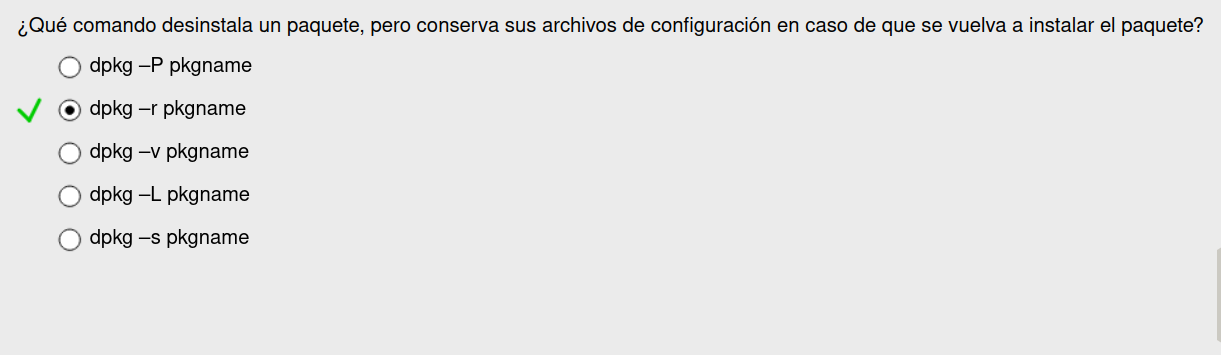 ¿Qué comando desinstala un paquete, pero conserva sus archivos de configuración en caso de que se vuelva a instalar el paquete?
dpkg –P pkgname
dpkg –r pkgname
dpkg –v pkgname
dpkg –L pkgname
dpkg –s pkgname